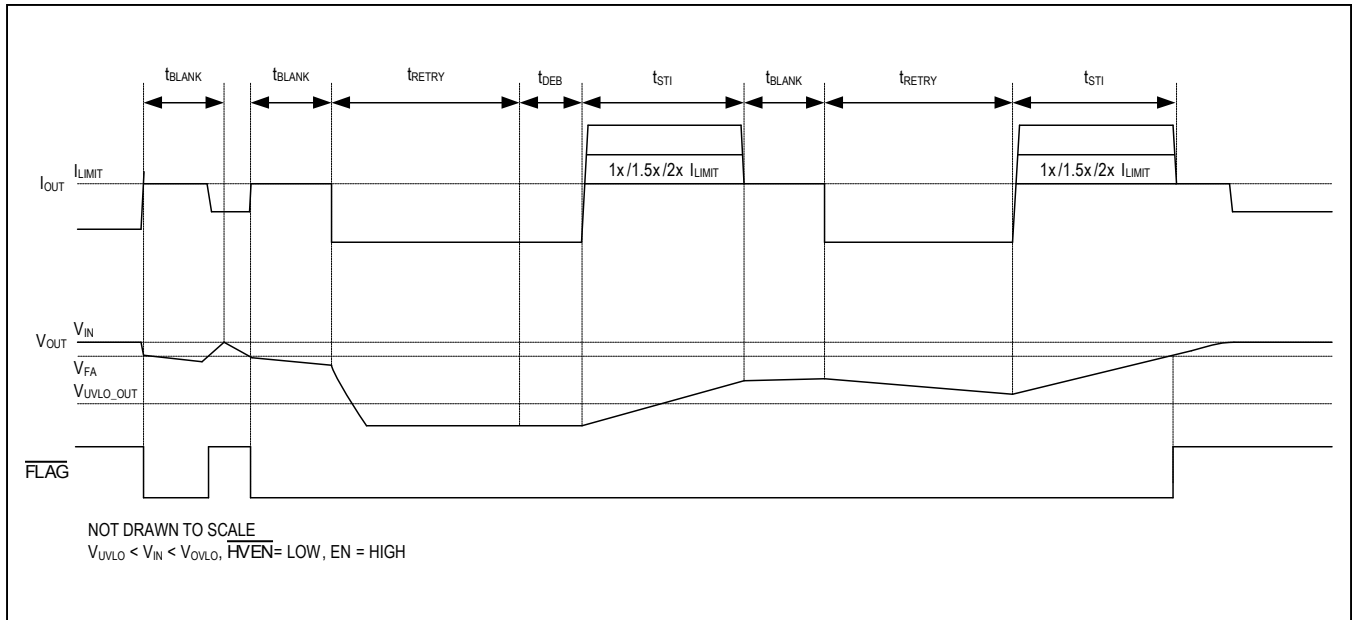 tBLANK tBLANK tRETRY tDEB tSTI tBLANK tRETRY tSTI
ILIMIT
IOUT
1x/1.5x/2x ILIMIT 1x/1.5x/2x ILIMIT
VIN
VOUT
VFA
VUVLO_OUT
FLAG
NOT DRAWN TO SCALE
VUVLO < VIN < VOVLO, HVEN= LOW, EN = HIGH